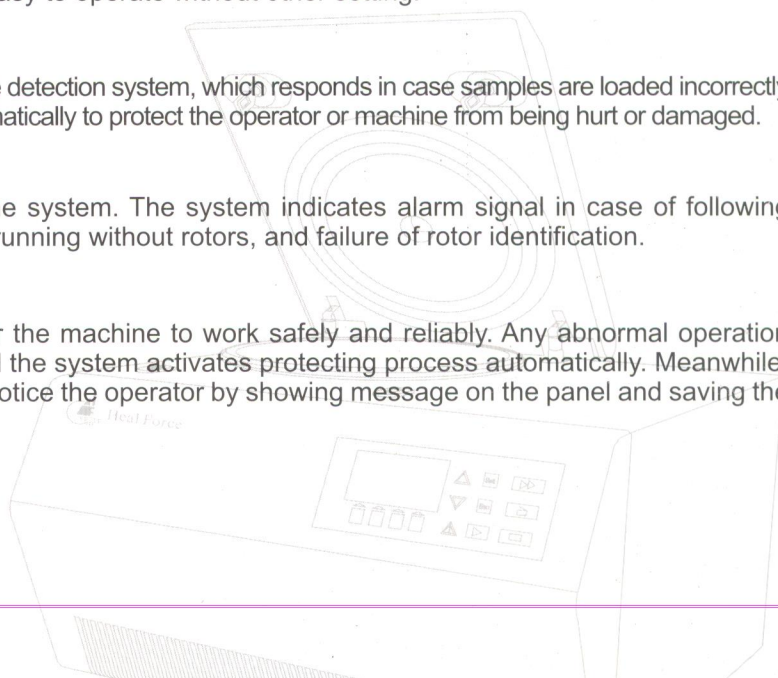 to operate without other setting.
detection system, which responds in case samples are loaded incorrectly
matically to protect the operator or machine from being hurt or damaged.
e system. The system indicates alarm signal in case of following
unning without rotors, and failure of rotor identification.
r the machine to work safely and reliably. Any abnormal operation
the system activates protecting process automatically. Meanwhile,
otice the operator by showing message on the panel and saving the
Heal Force